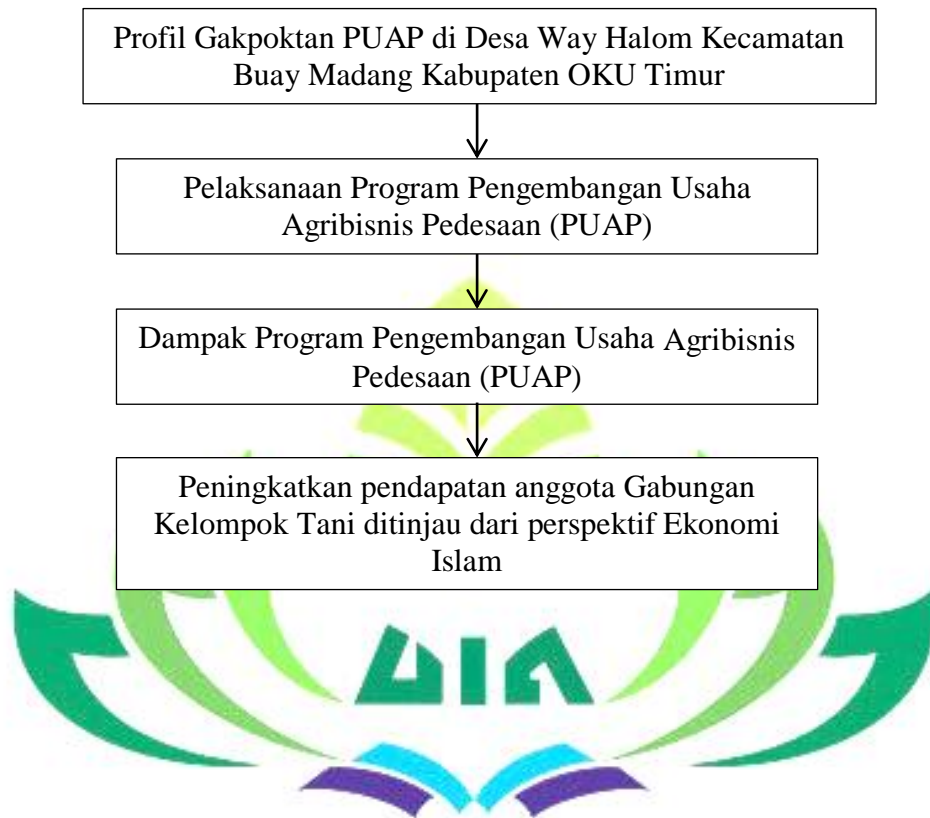 Profil Gakpoktan PUAP di Desa Way Halom Kecamatan
Buay Madang Kabupaten OKU Timur
Pelaksanaan Program Pengembangan Usaha
Agribisnis Pedesaan (PUAP)
Dampak Program Pengembangan Usaha Agribisnis
Pedesaan (PUAP)
Peningkatkan pendapatan anggota Gabungan
Kelompok Tani ditinjau dari perspektif Ekonomi
Islam